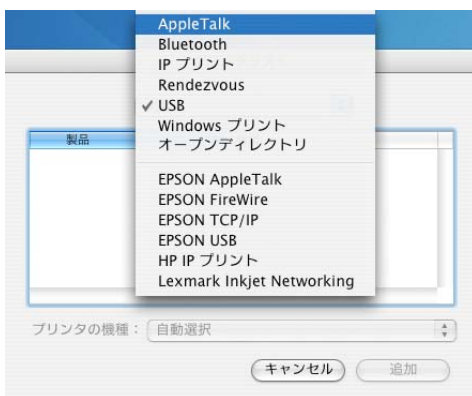 AppleTalk
Bluetooth
IP プリント
Rendezvous
✓ USB
Windows プリント
オープンディレクトリ
EPSON AppleTalk
EPSON FireWire
EPSON TCP/IP
EPSON USB
HP IP プリント
Lexmark Inkjet Networking
製品
プリンタの機種： 自動選択
キャンセル 追加